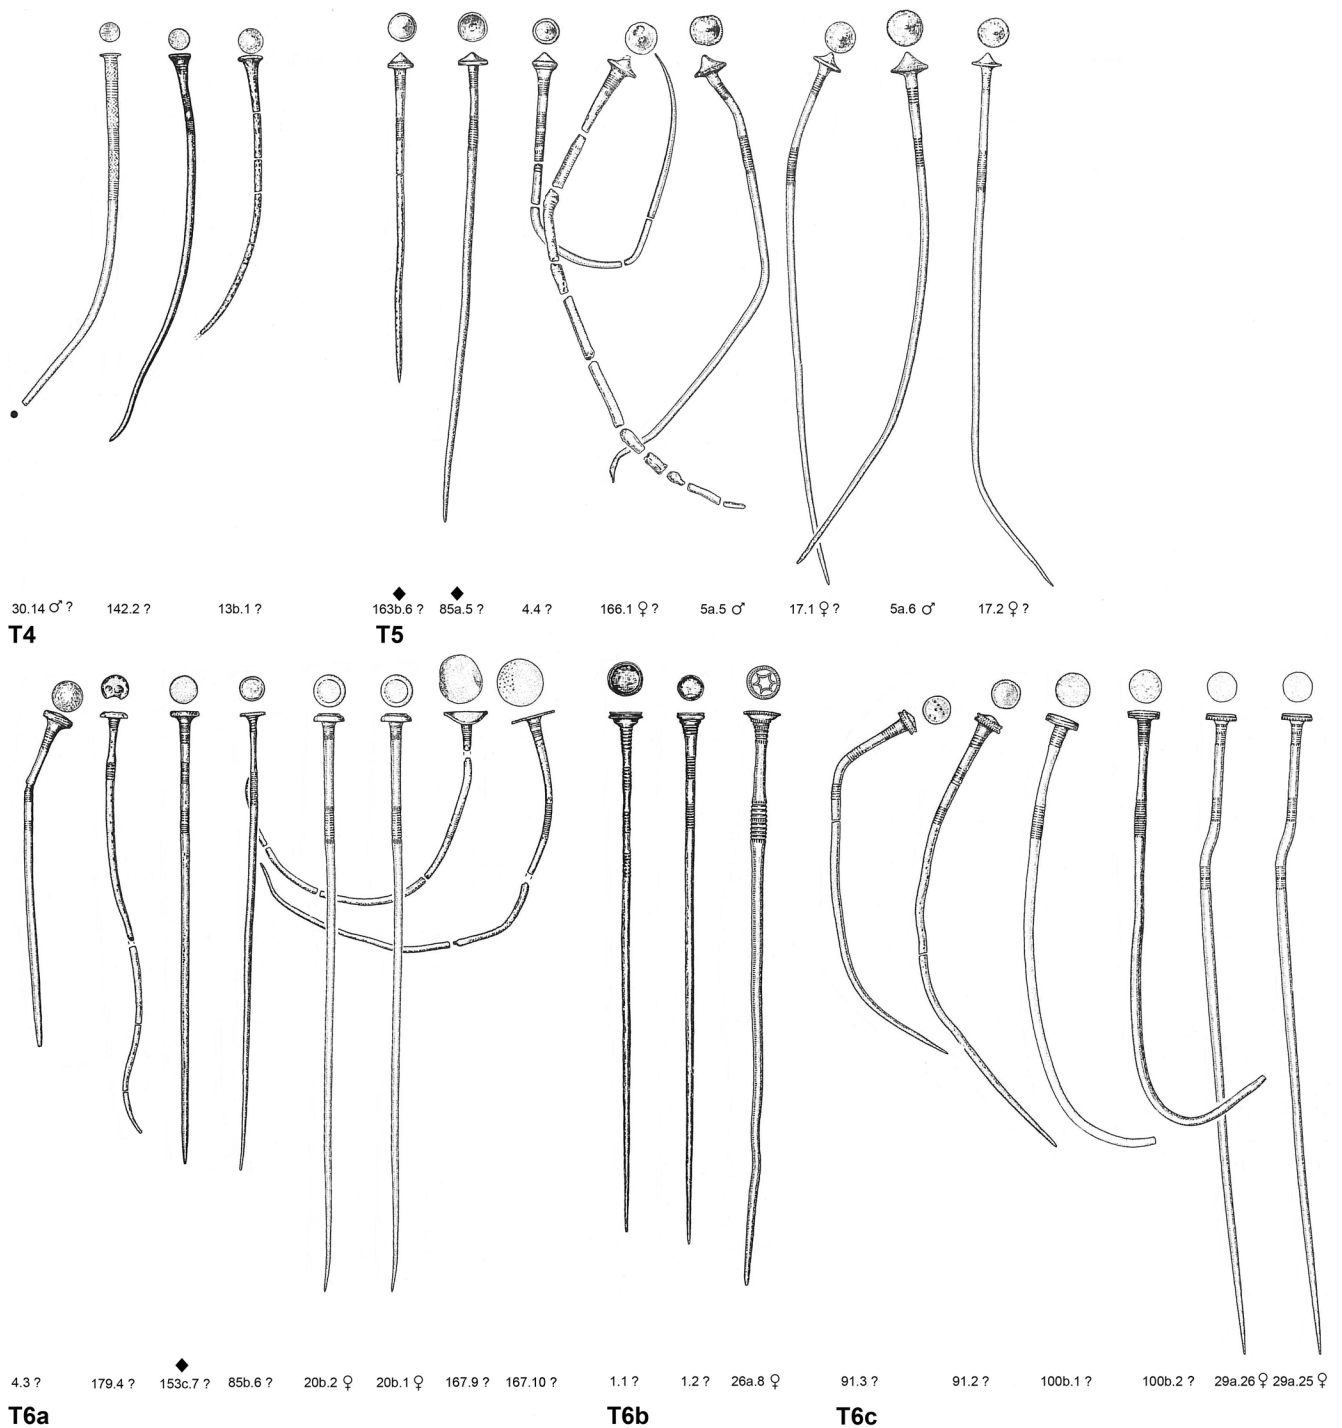 30.14 ♂ ? 142.2 ? 13b.1 ? 163b.6 ? 85a.5 ? 4.4 ? 166.1 ♀ ? 5a.5 ♂ 17.1 ♀ ? 5a.6 ♂ 17.2 ♀ ?
T4 T5
4.3 ? 179.4 ? 153c.7 ? 85b.6 ? 20b.2 ♀ 20b.1 ♀ 167.9 ? 167.10 ? 1.1 ? 1.2 ? 26a.8 ♀ 91.3 ? 91.2 ? 100b.1 ? 100b.2 ? 29a.26 ♀ 29a.25 ♀
T6a T6b T6c